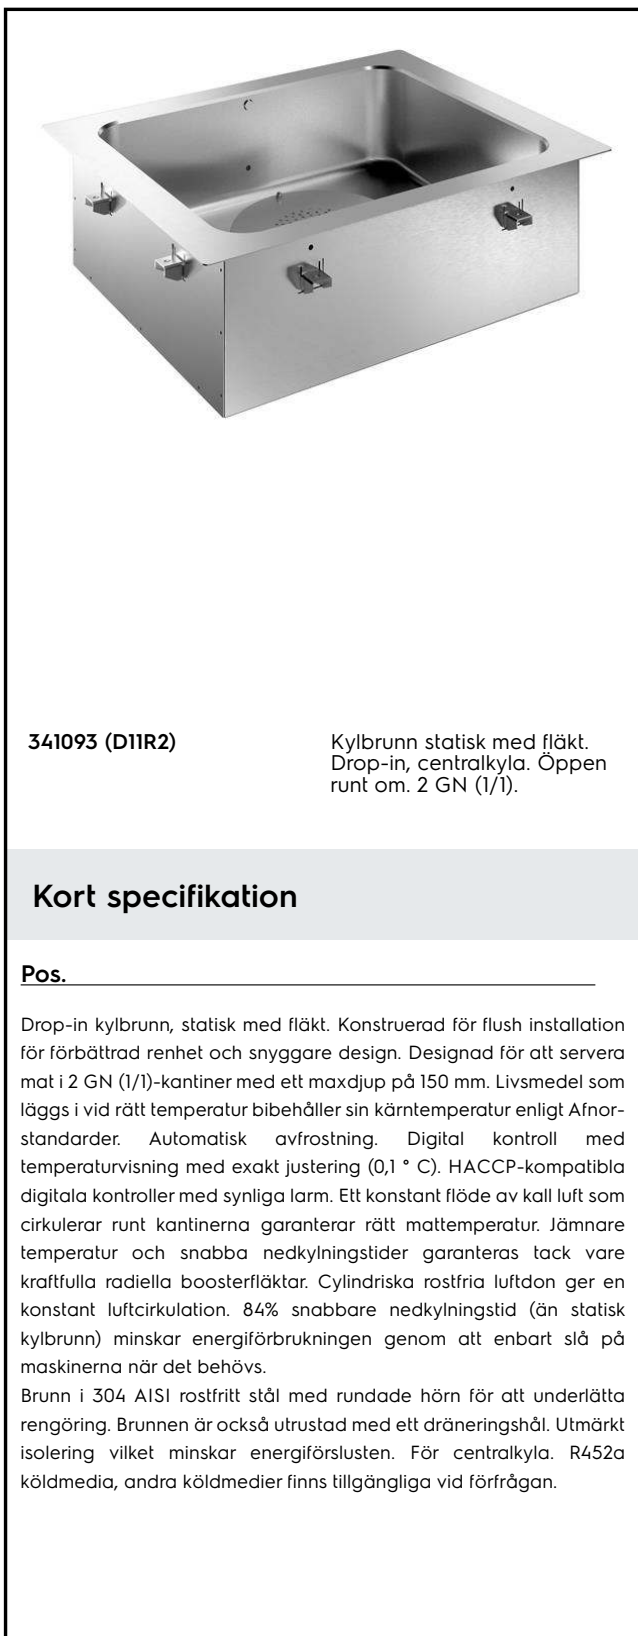 341093 (D11R2)
Kylbrunn statisk med fläkt.
Drop-in, centralkyla. Öppen
runt om. 2 GN (1/1).
Kort specifikation
Pos.
Drop-in kylbrunn, statisk med fläkt. Konstruerad för flush installation
för förbättrad renhet och snyggare design. Designad för att servera
mat i 2 GN (1/1)-kantiner med ett maxdjup på 150 mm. Livsmedel som
läggs i vid rätt temperatur bibehåller sin kärntemperatur enligt Afnor-
standarder. Automatisk avfrostning. Digital kontroll med
temperaturvisning med exakt justering (0,1 ° C). HACCP-kompatibla
digitala kontroller med synliga larm. Ett konstant flöde av kall luft som
cirkulerar runt kantinerna garanterar rätt mattemperatur. Jämnare
temperatur och snabba nedkylningstider garanteras tack vare
kraftfulla radiella boosterfläktar. Cylindriska rostfria luftdon ger en
konstant luftcirkulation. 84% snabbare nedkylningstid (än statisk
kylbrunn) minskar energiförbrukningen genom att enbart slå på
maskinerna när det behövs.
Brunn i 304 AISI rostfritt stål med rundade hörn för att underlätta
rengöring. Brunnen är också utrustad med ett dräneringshål. Utmärkt
isolering vilket minskar energiförslusten. För centralkyla. R452a
köldmedia, andra köldmedier finns tillgängliga vid förfrågan.